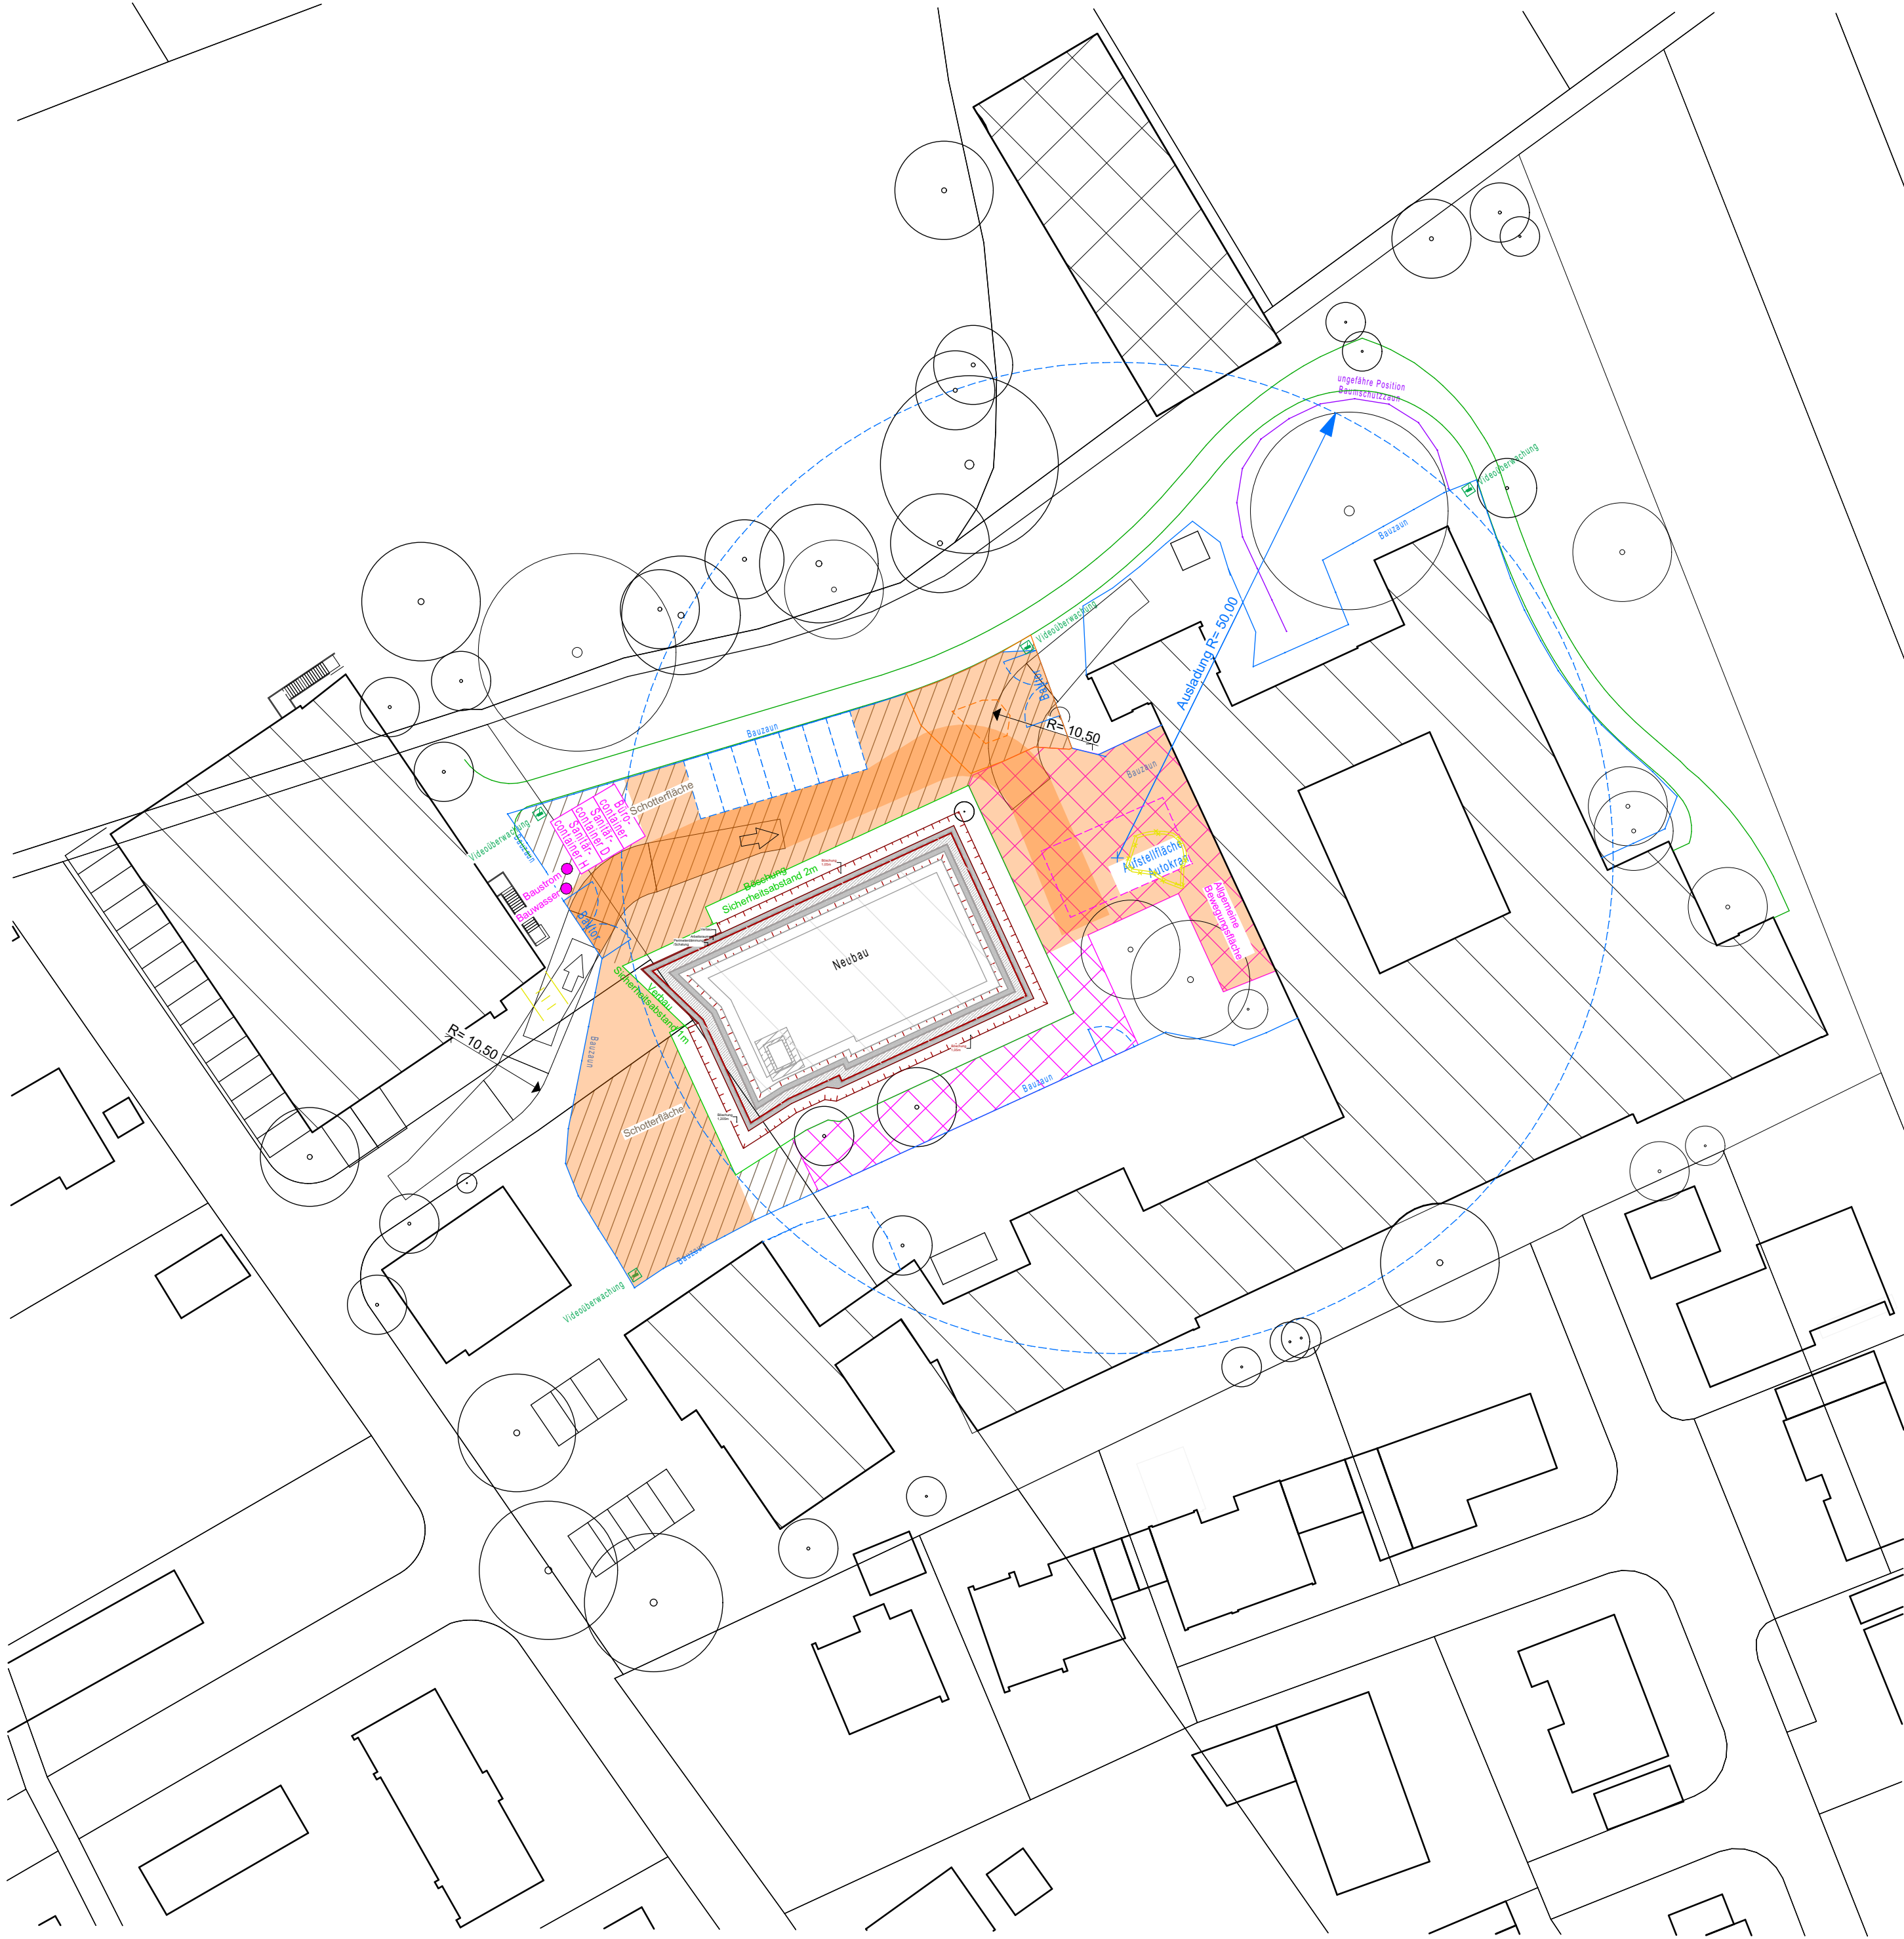 ungefähre Position
Baumschutzzaun
Videoüberwachung
Bauzaun
Ausladung R= 50,00
Videoüberwachung
Bautor
R= 10,50
Bauzaun
Bauzaun
Schotterfläche
Büro-
container
Sanitär-
container D
Sanitär-
container H
Videoüberwachung
Bauzaun
Baustrom
Bauwasser
Bautor
Aufstellfläche
Autokran
Allgemeine
Bewegungsfläche
Böschung
Sicherheitsabstand 2m
Neubau
Verbau
Sicherheitsabstand 1m
R= 10,50
Bauzaun
Bauzaun
Schotterfläche
Bauzaun
Videoüberwachung